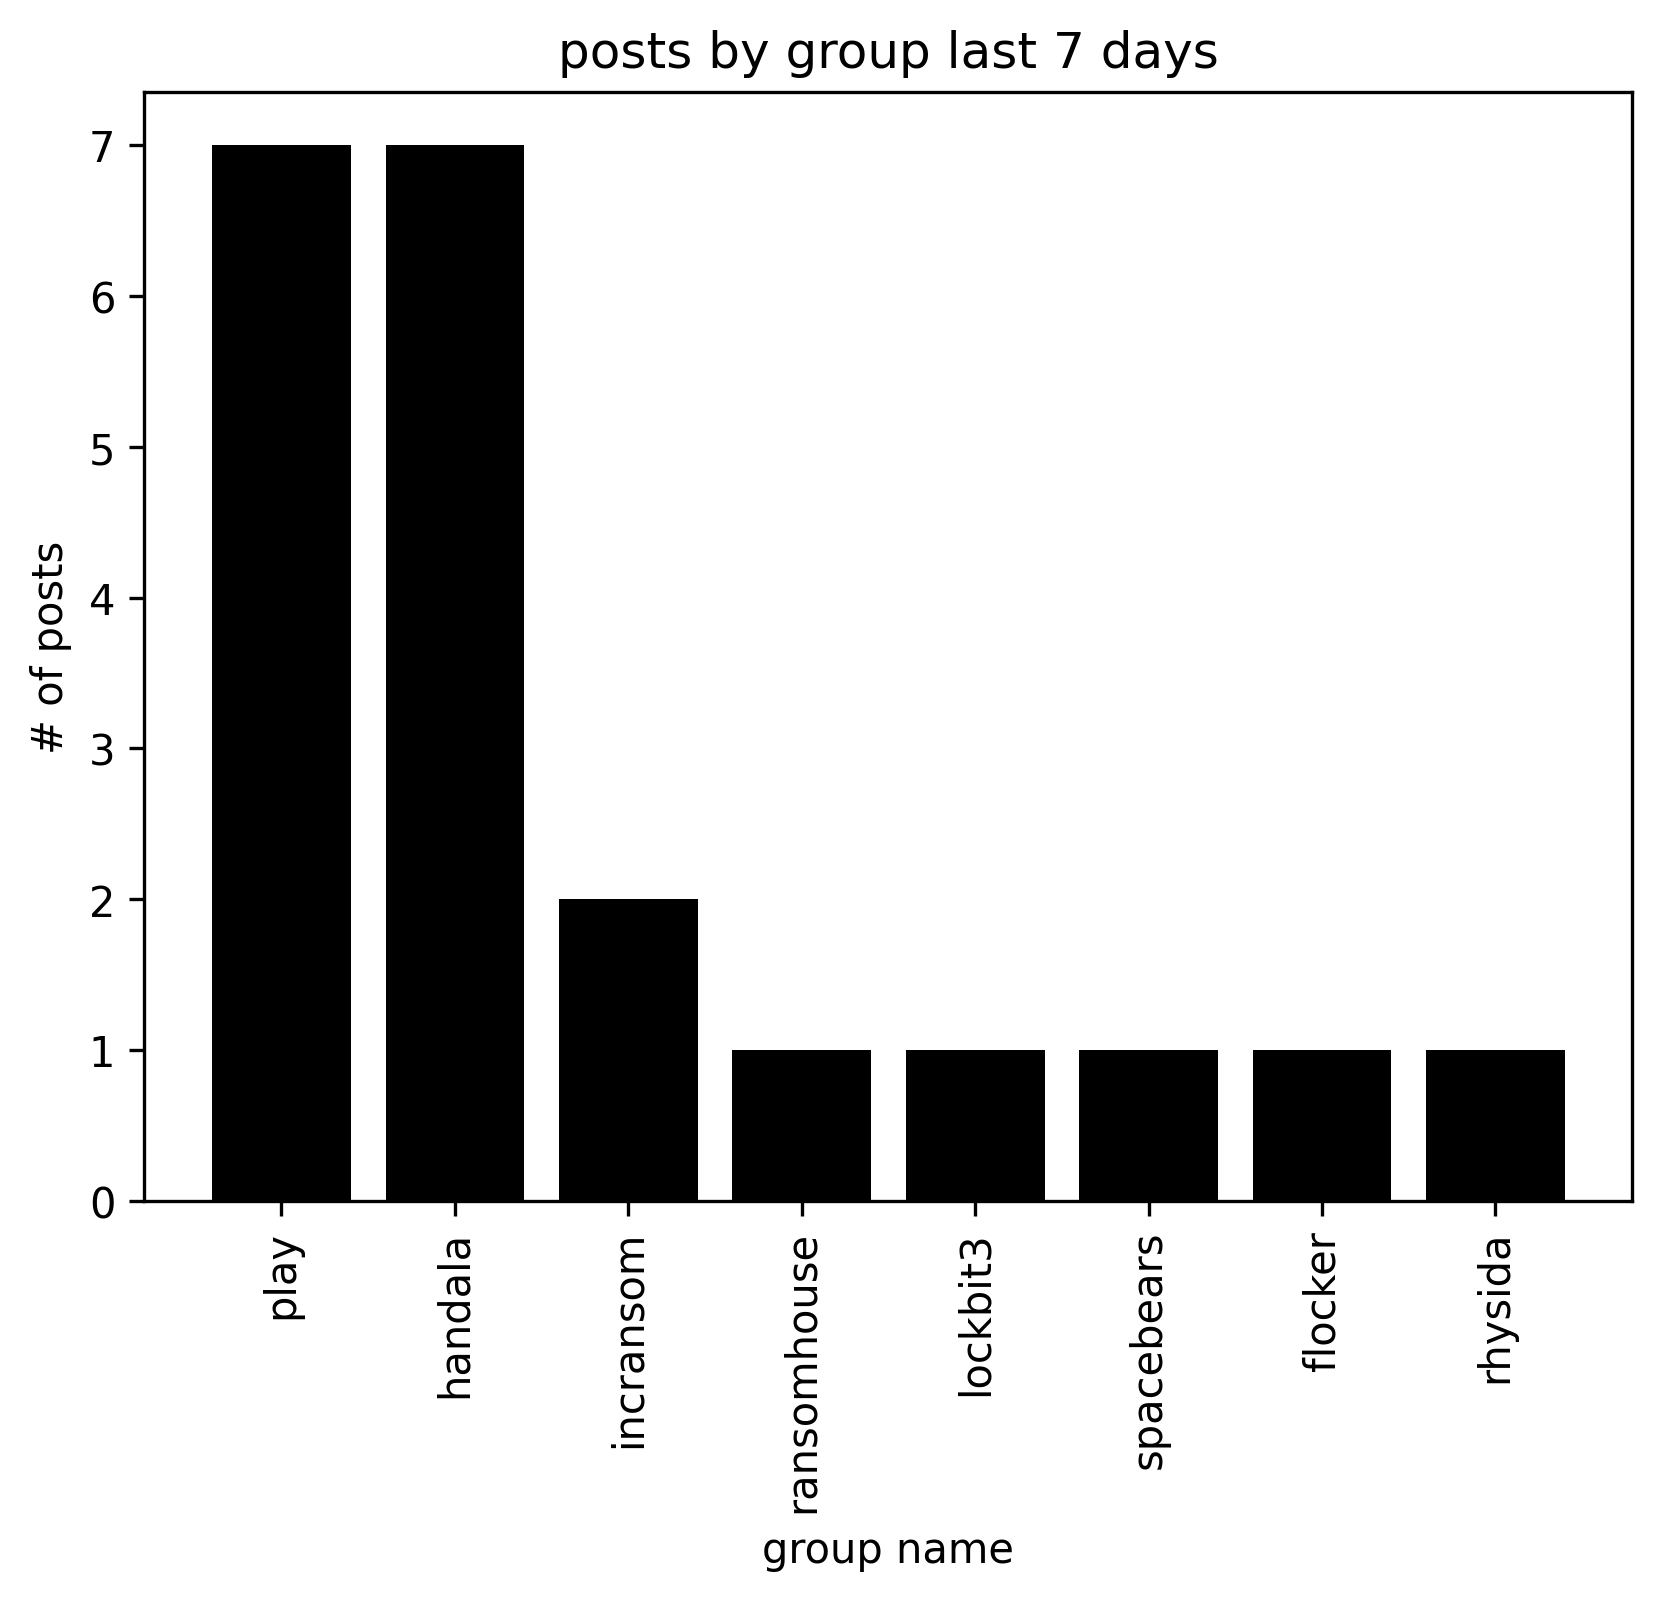 posts by group last 7 days
# of posts
7
6
5
4
3
2
1
0
play
handala
incransom
ransomhouse
lockbit3
spacebears
flocker
rhysida
group name